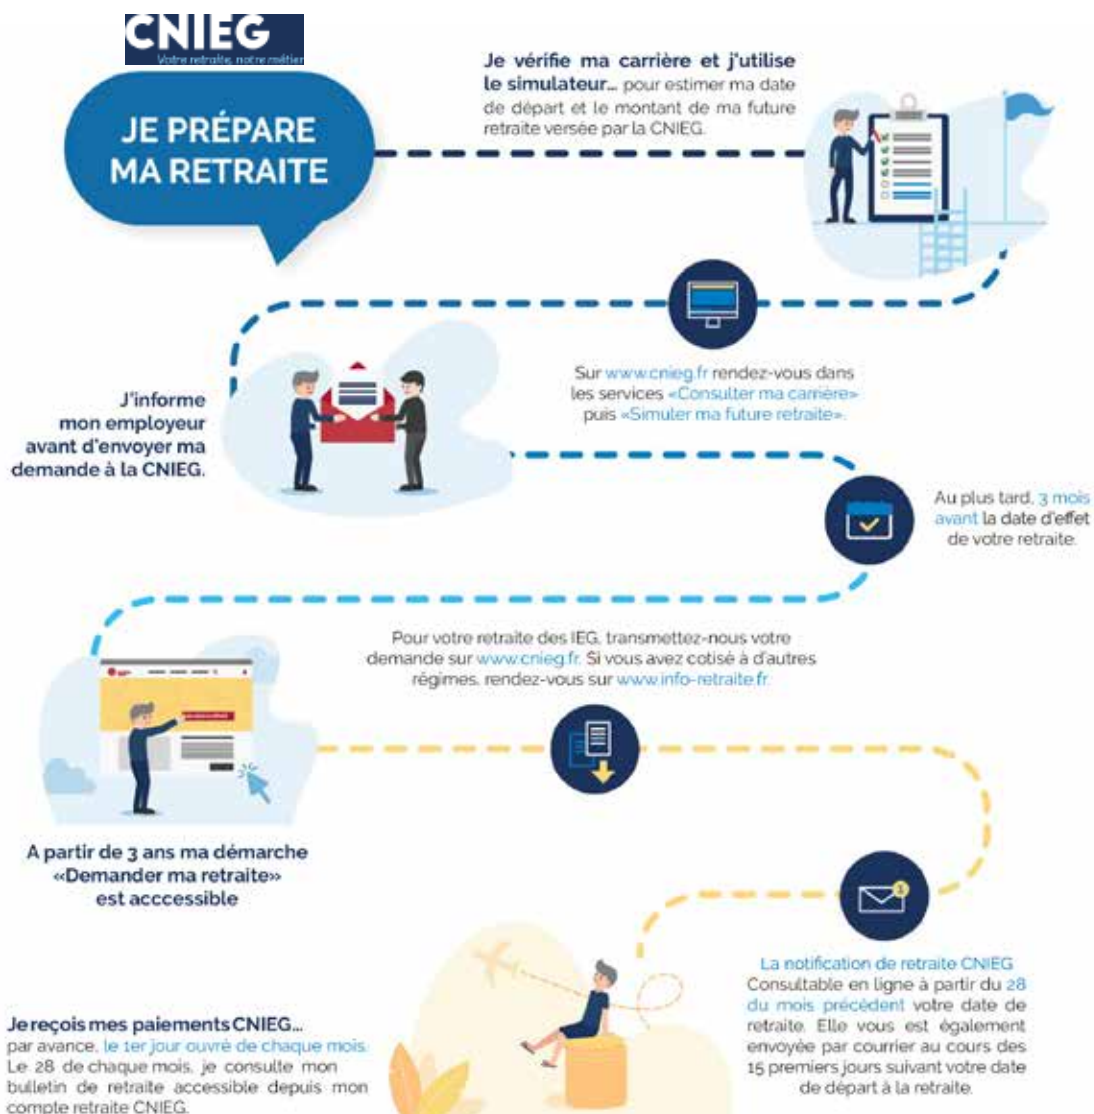 CNIEG
Votre retraite, notre métier
JE PRÉPARE
MA RETRAITE
Je vérifie ma carrière et j'utilise
le simulateur... pour estimer ma date
de départ et le montant de ma future
retraite versée par la CNIEG.
Sur www.cnieg.fr rendez-vous dans
les services «Consulter ma carrière»
puis «Simuler ma future retraite».
J'informe
mon employeur
avant d'envoyer ma
demande à la CNIEG.
Au plus tard, 3 mois
avant la date d'effet
de votre retraite.
Pour votre retraite des IEG, transmettez-nous votre
demande sur www.cnieg.fr. Si vous avez cotisé à d'autres
régimes, rendez-vous sur www.info-retraite.fr.
A partir de 3 ans ma démarche
«Demander ma retraite»
est acccessible
1
La notification de retraite CNIEG
Consultable en ligne à partir du 28
du mois précédent votre date de
retraite. Elle vous est également
envoyée par courrier au cours des
15 premiers jours suivant votre date
de départ à la retraite.
Je reçois mes paiements CNIEG...
par avance, le 1er jour ouvré de chaque mois.
Le 28 de chaque mois, je consulte mon
bulletin de retraite accessible depuis mon
compte retraite CNIEG.